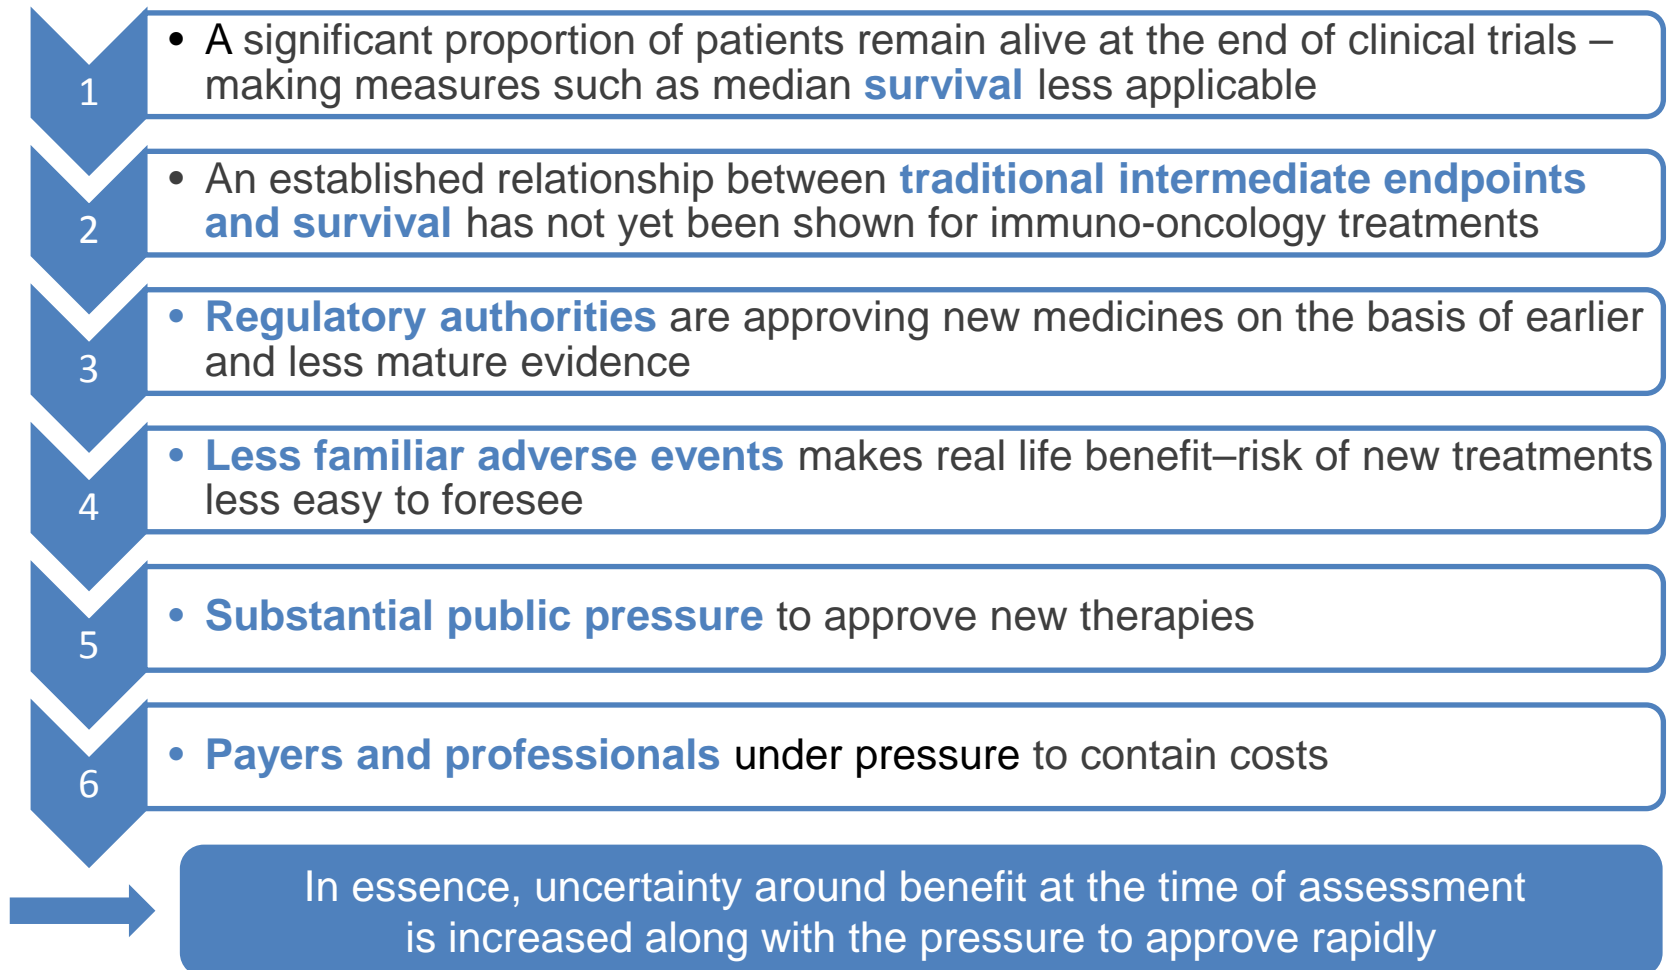 1
• A significant proportion of patients remain alive at the end of clinical trials –
making measures such as median survival less applicable
2
• An established relationship between traditional intermediate endpoints
and survival has not yet been shown for immuno-oncology treatments
3
• Regulatory authorities are approving new medicines on the basis of earlier
and less mature evidence
4
• Less familiar adverse events makes real life benefit–risk of new treatments
less easy to foresee
5
• Substantial public pressure to approve new therapies
6
• Payers and professionals under pressure to contain costs
In essence, uncertainty around benefit at the time of assessment
is increased along with the pressure to approve rapidly